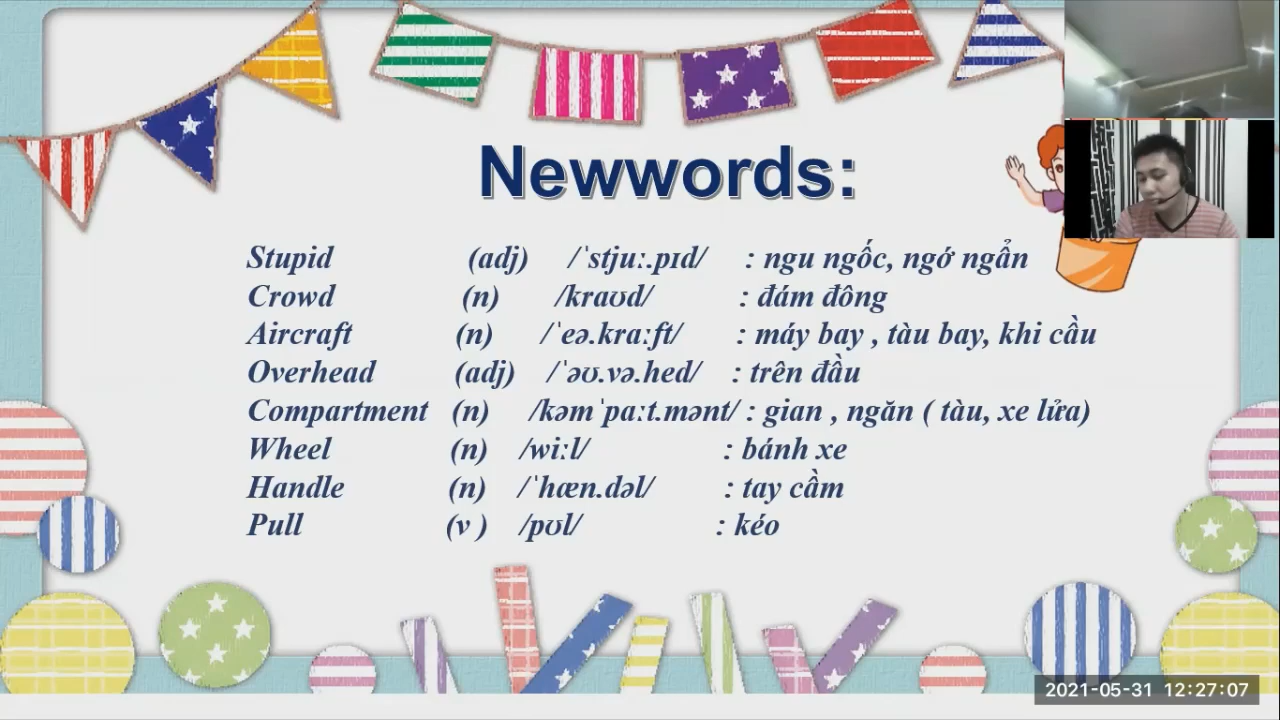 Newwords:
Stupid (adj) /ˈstjuː.pɪd/ : ngu ngốc, ngớ ngẩn
Crowd (n) /kraʊd/ : đám đông
Aircraft (n) /ˈeə.krɑːft/ : máy bay , tàu bay, khi cầu
Overhead (adj) /ˈəʊ.və.hed/ : trên đầu
Compartment (n) /kəmˈpɑːt.mənt/ : gian , ngăn ( tàu, xe lửa)
Wheel (n) /wiːl/ : bánh xe
Handle (n) /ˈhæn.dəl/ : tay cầm
Pull (v ) /pʊl/ : kéo
2021-05-31 12:27:07